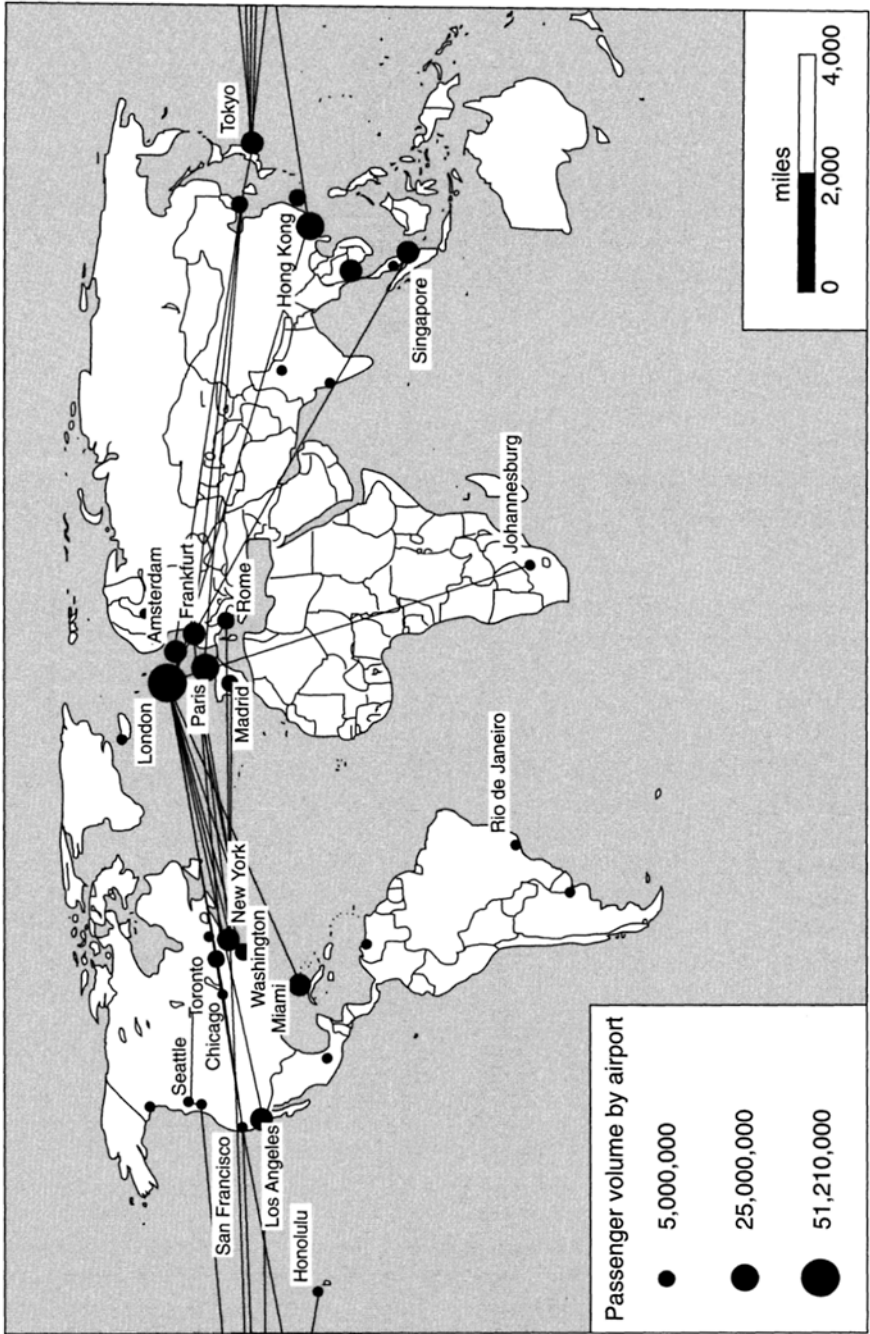 Tokyo
Hong Kong
Singapore
Amsterdam
Frankfurt
Rome
London
Paris
Madrid
Johannesburg
Rio de Janeiro
New York
Washington
Toronto
Miami
Chicago
Seattle
San Francisco
Los Angeles
Honolulu
miles
0 2,000 4,000
Passenger volume by airport
5,000,000
25,000,000
51,210,000